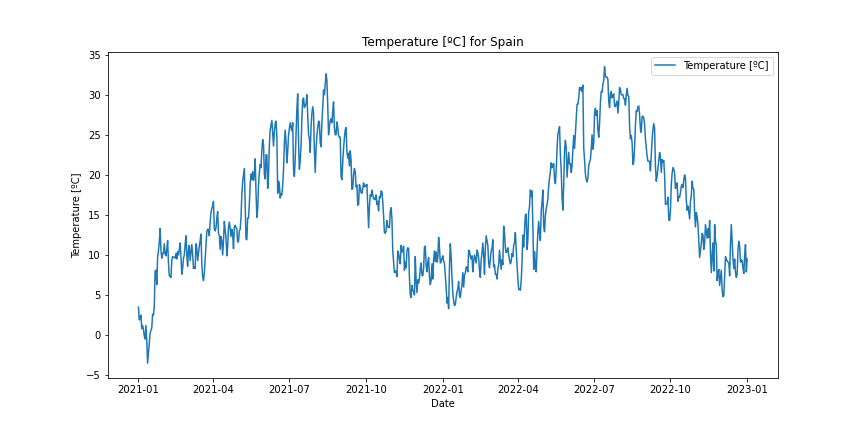 Temperature [ºC] for Spain
Temperature [ºC]
35
30
25
20
15
10
5
0
−5
Temperature [ºC]
2021-01 2021-04 2021-07 2021-10 2022-01 2022-04 2022-07 2022-10 2023-01
Date